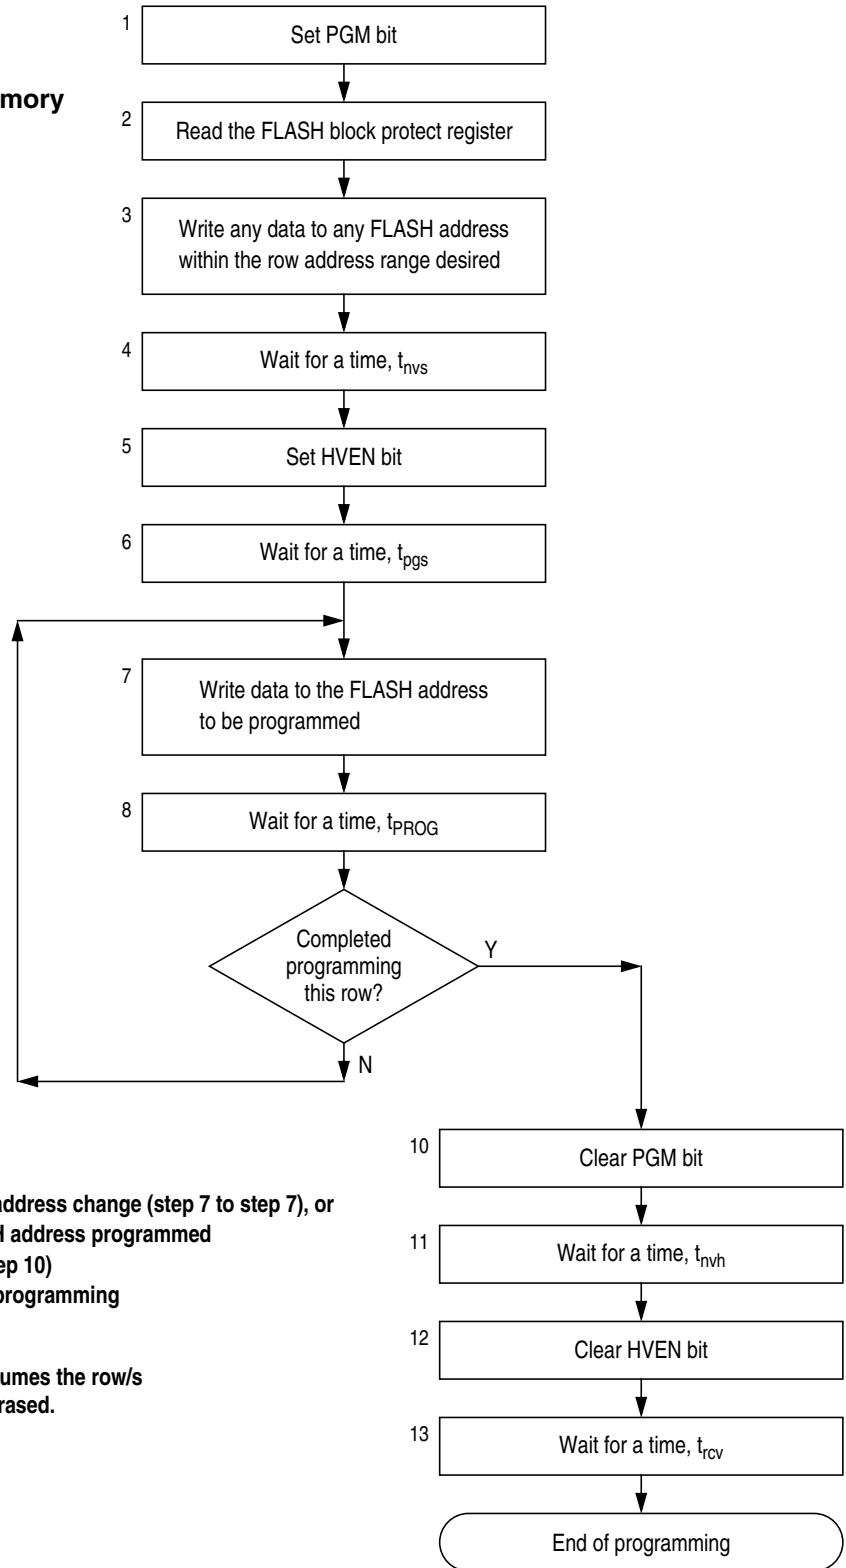 1
Set PGM bit
mory
2
Read the FLASH block protect register
3
Write any data to any FLASH address
within the row address range desired
4
Wait for a time, tnvs
5
Set HVEN bit
6
Wait for a time, tpgs
7
Write data to the FLASH address
to be programmed
8
Wait for a time, tPROG
Completed
programming
this row?
Y
N
10
Clear PGM bit
address change (step 7 to step 7), or
H address programmed
ep 10)
programming
11
Wait for a time, tnvh
12
Clear HVEN bit
umes the row/s
rased.
13
Wait for a time, trcv
End of programming